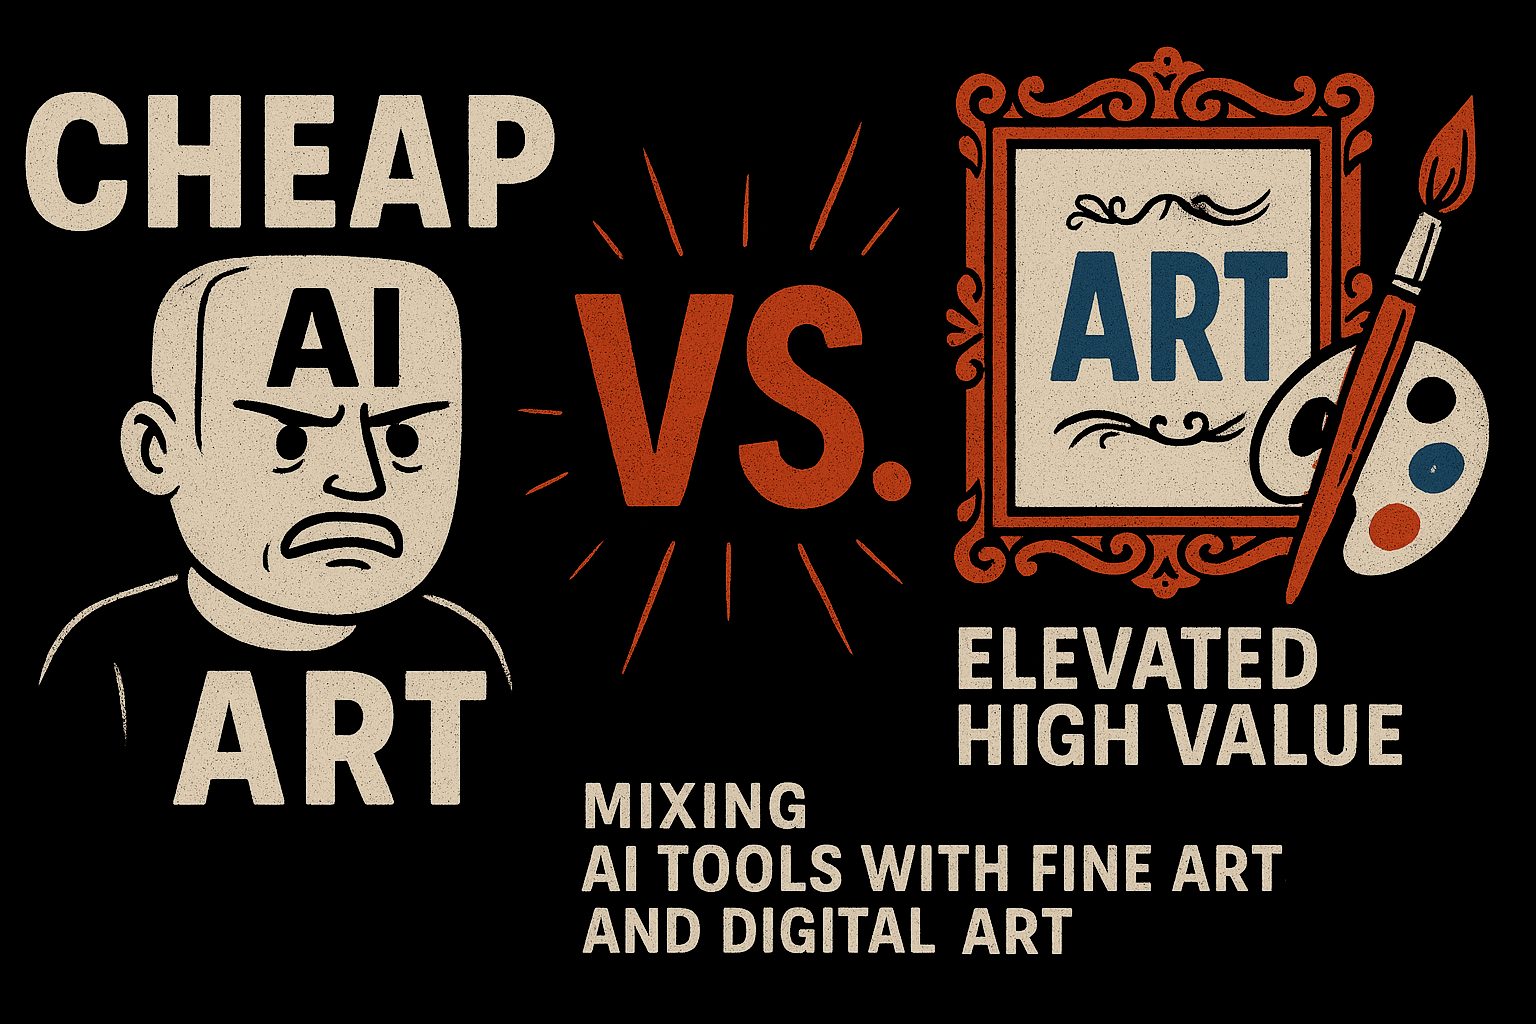 CHEAP
AI
ART
VS.
ART
ELEVATED
HIGH VALUE
MIXING
AI TOOLS WITH FINE ART
AND DIGITAL ART